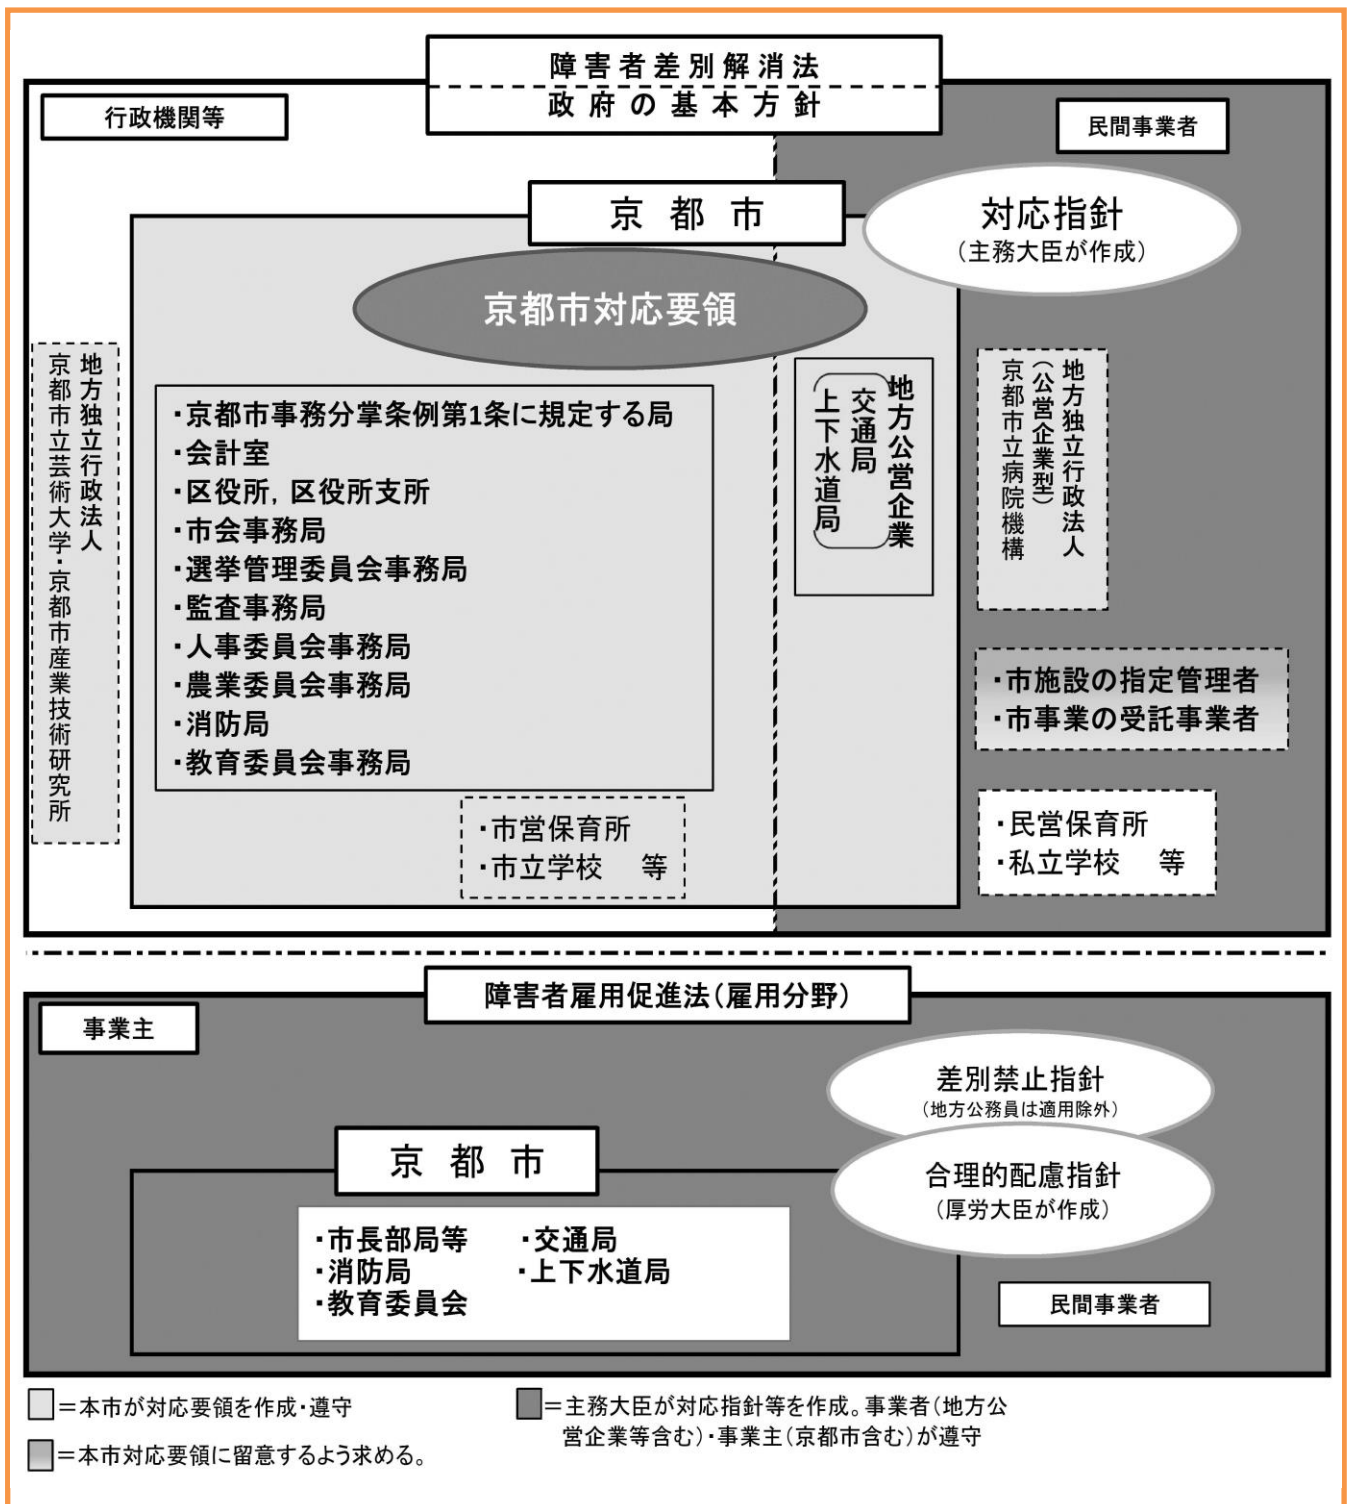 障害者差別解消法
政府の基本方針
行政機関等
民間事業者
京都市
対応指針
（主務大臣が作成）
京都市対応要領
地方独立行政法人
京都市立芸術大学・京都市産業技術研究所
・京都市事務分掌条例第1条に規定する局
・会計室
・区役所，区役所支所
・市会事務局
・選挙管理委員会事務局
・監査事務局
・人事委員会事務局
・農業委員会事務局
・消防局
・教育委員会事務局
地方公営企業
交通局
上下水道局
地方独立行政法人
（公営企業型）
京都市立病院機構
・市施設の指定管理者
・市事業の受託事業者
・市営保育所
・市立学校　等
・民営保育所
・私立学校　等
障害者雇用促進法（雇用分野）
事業主
差別禁止指針
（地方公務員は適用除外）
京都市
合理的配慮指針
（厚労大臣が作成）
・市長部局等　・交通局
・消防局　・上下水道局
・教育委員会
民間事業者
＝本市が対応要領を作成・遵守
＝本市対応要領に留意するよう求める。
＝主務大臣が対応指針等を作成。事業者（地方公
営企業等含む）・事業主（京都市含む）が遵守